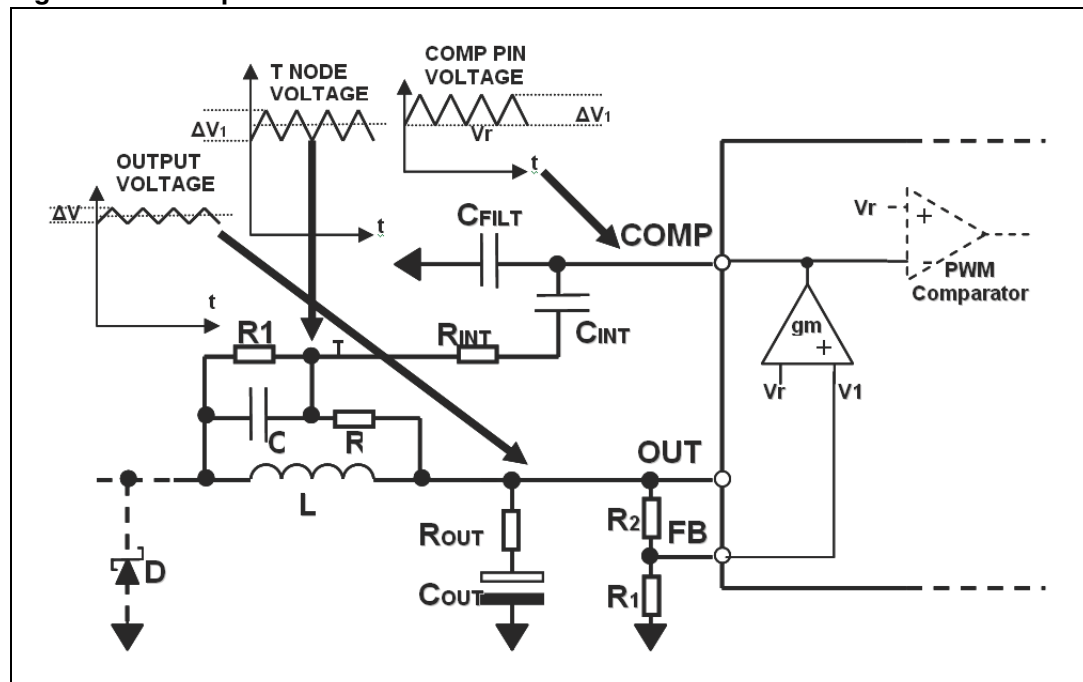 COMP PIN
VOLTAGE
T NODE
VOLTAGE
ΔV1
Vr
ΔV1
t
OUTPUT
VOLTAGE
ΔV
t
t
CFILT
COMP
Vr
+
-
PWM
Comparator
R1
T
RINT
CINT
gm
+
Vr
V1
C
R
L
OUT
R2
FB
ROUT
D
COUT
R1